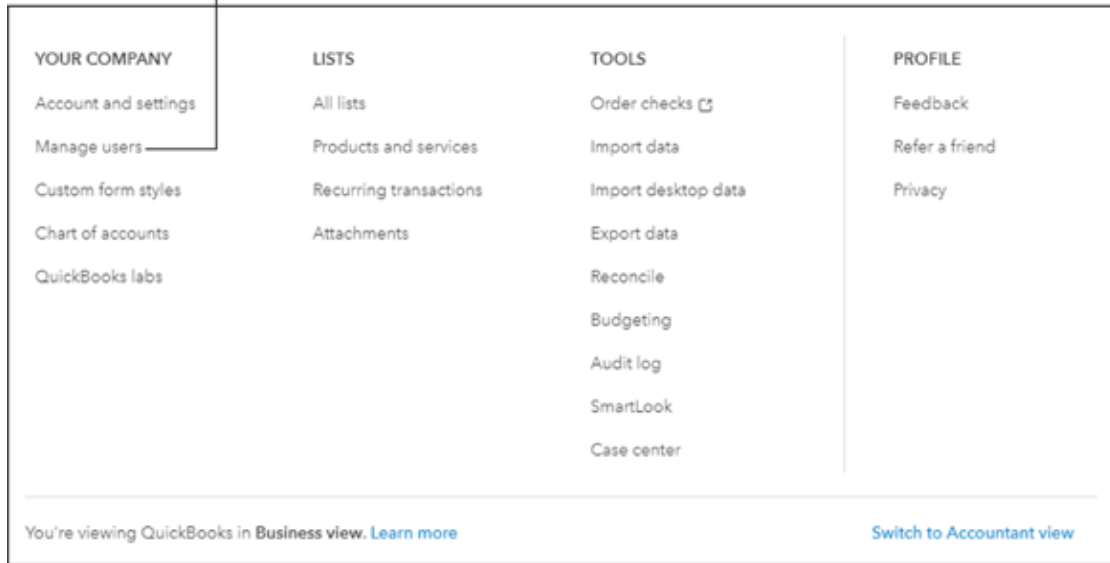 YOUR COMPANY
Account and settings
Manage users
Custom form styles
Chart of accounts
QuickBooks labs
LISTS
All lists
Products and services
Recurring transactions
Attachments
TOOLS
Order checks
Import data
Import desktop data
Export data
Reconcile
Budgeting
Audit log
SmartLook
Case center
PROFILE
Feedback
Refer a friend
Privacy
You're viewing QuickBooks in Business view. Learn more
Switch to Accountant view